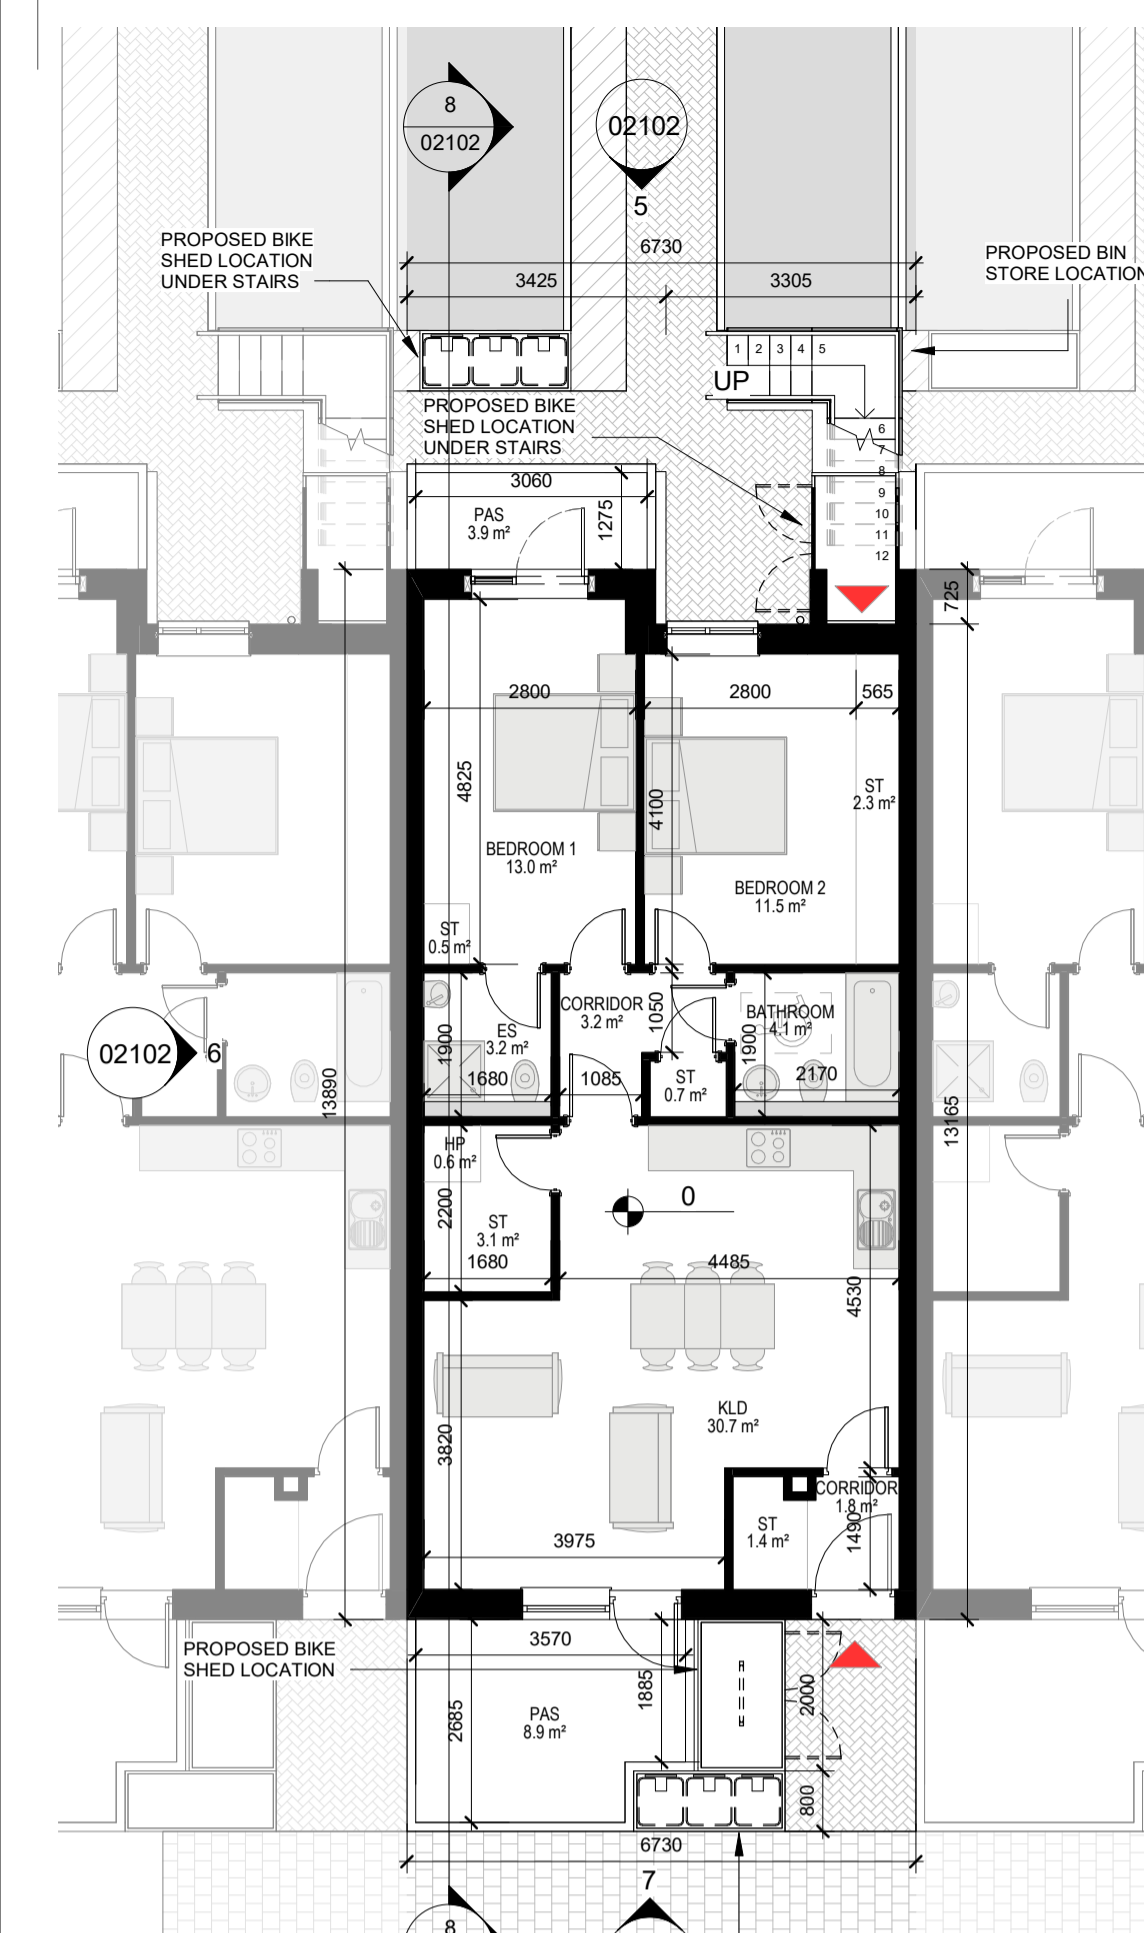 8
02102
02102
5
6730
3425
3305
PROPOSED BIKE
SHED LOCATION
UNDER STAIRS
PROPOSED BIN
STORE LOCATION
1 2 3 4 5
UP
PROPOSED BIKE
SHED LOCATION
UNDER STAIRS
6
7
8
9
10
11
12
3060
PAS
3.9 m²
1275
725
2800
2800
565
4825
4100
ST
2.3 m²
BEDROOM 1
13.0 m²
BEDROOM 2
11.5 m²
ST
0.5 m²
CORRIDOR
3.2 m²
1050
BATHROOM
4.1 m²
ES
3.2 m²
1900
1900
02102
6
1680
1085
ST
0.7 m²
2170
13890
13165
HP
0.6 m²
2200
ST
3.1 m²
1680
0
4485
4530
KLD
30.7 m²
3820
CORRIDOR
1.8 m²
ST
1.4 m²
1490
3975
PROPOSED BIKE
SHED LOCATION
3570
1885
2685
2000
PAS
8.9 m²
800
6730
7
8